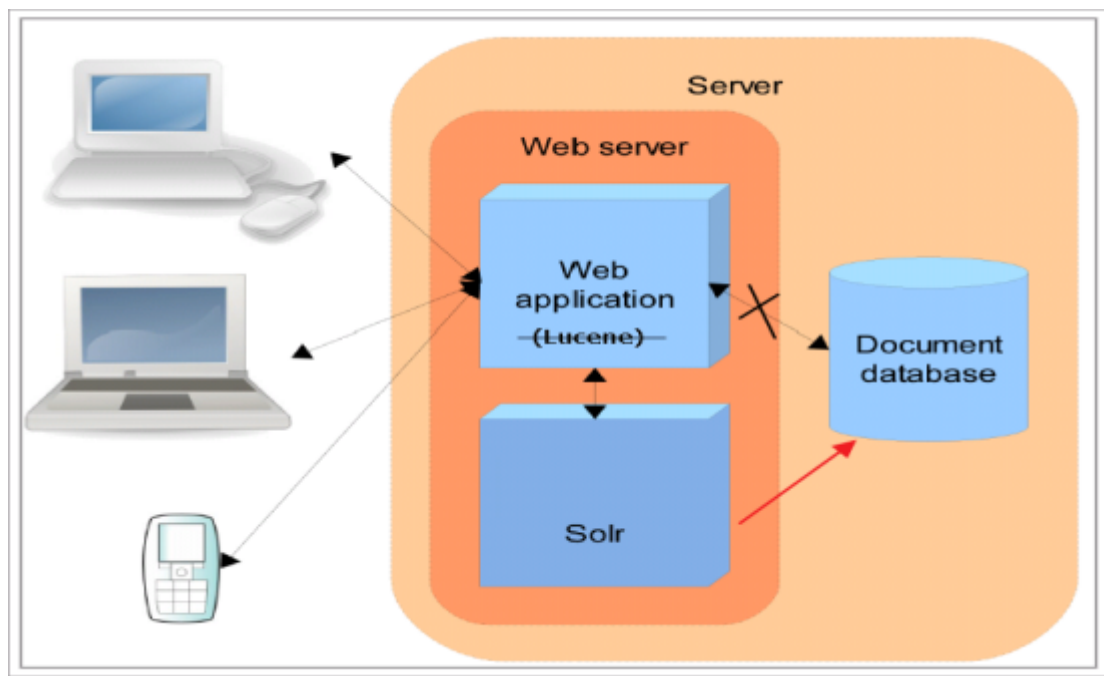 Server
Web server
Web
application
(Lucene)
Document
database
Solr